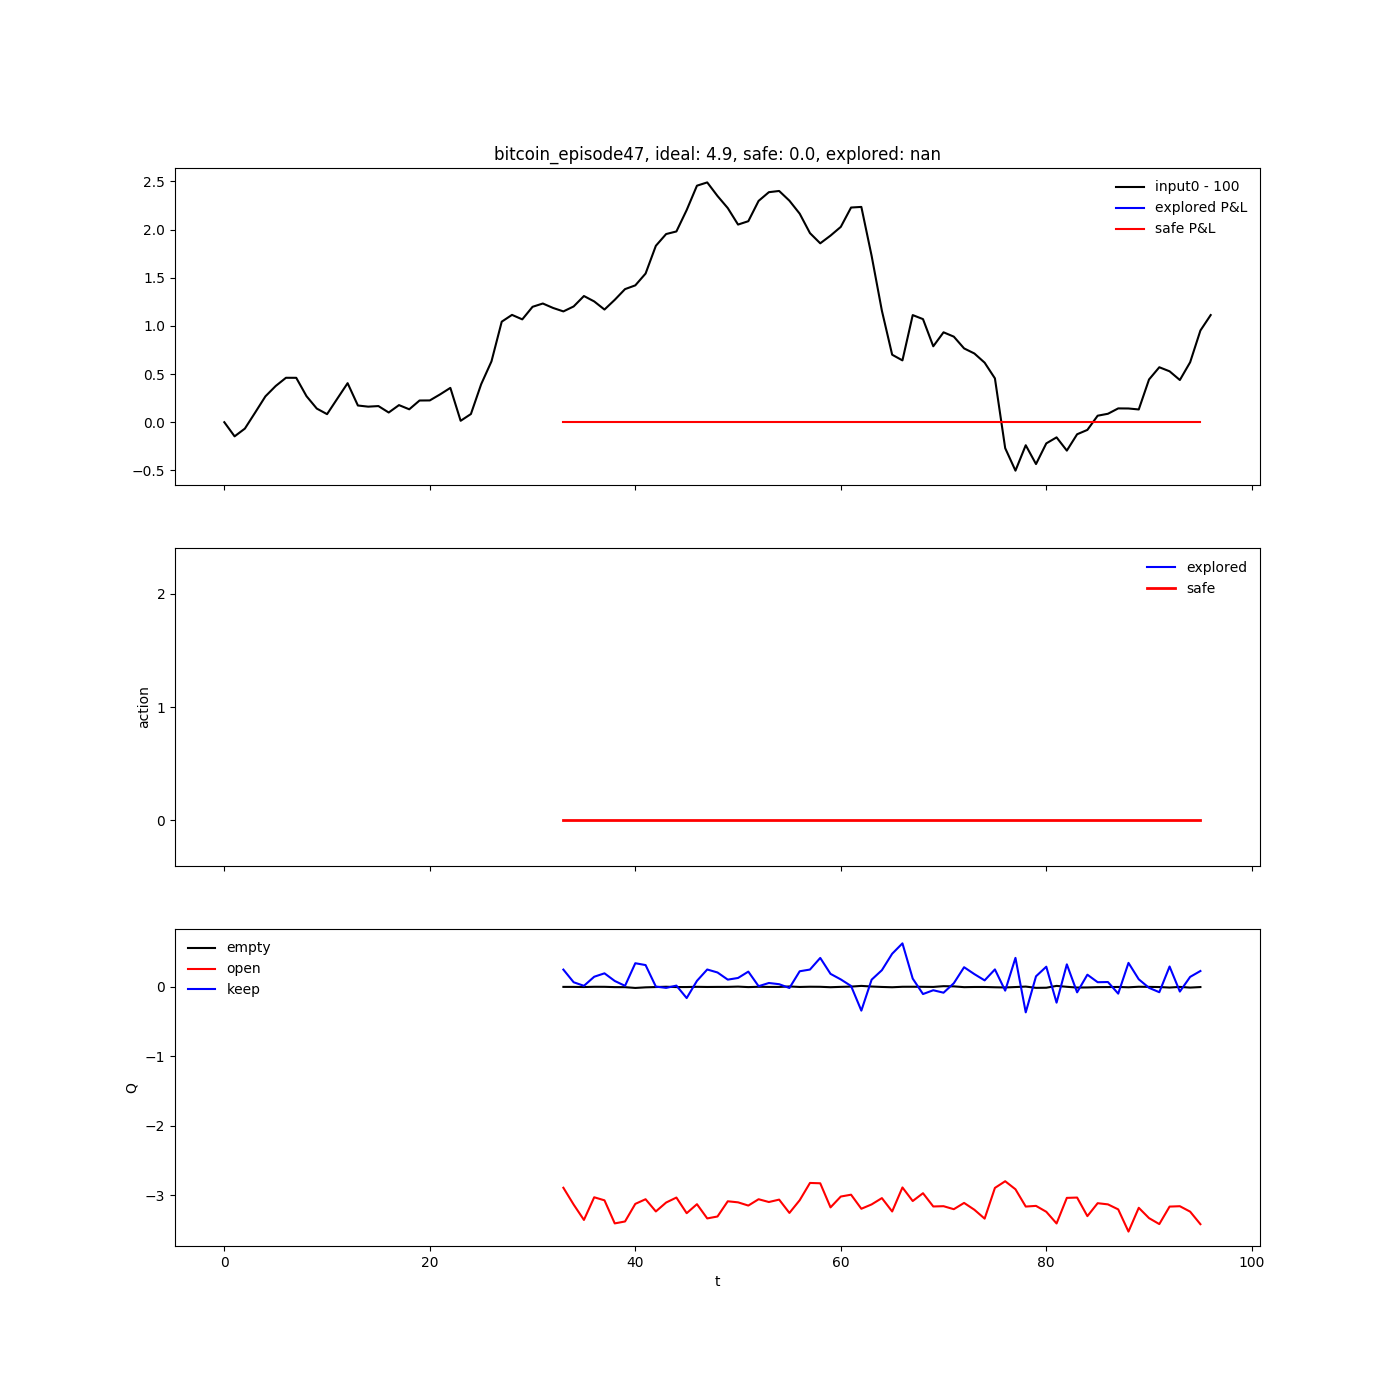 bitcoin_episode47, ideal: 4.9, safe: 0.0, explored: nan
2.5
2.0
1.5
1.0
0.5
0.0
−0.5
input0 - 100
explored P&L
safe P&L
action
2
1
0
explored
safe
Q
0
−1
−2
−3
empty
open
keep
0
20
40
60
80
100
t